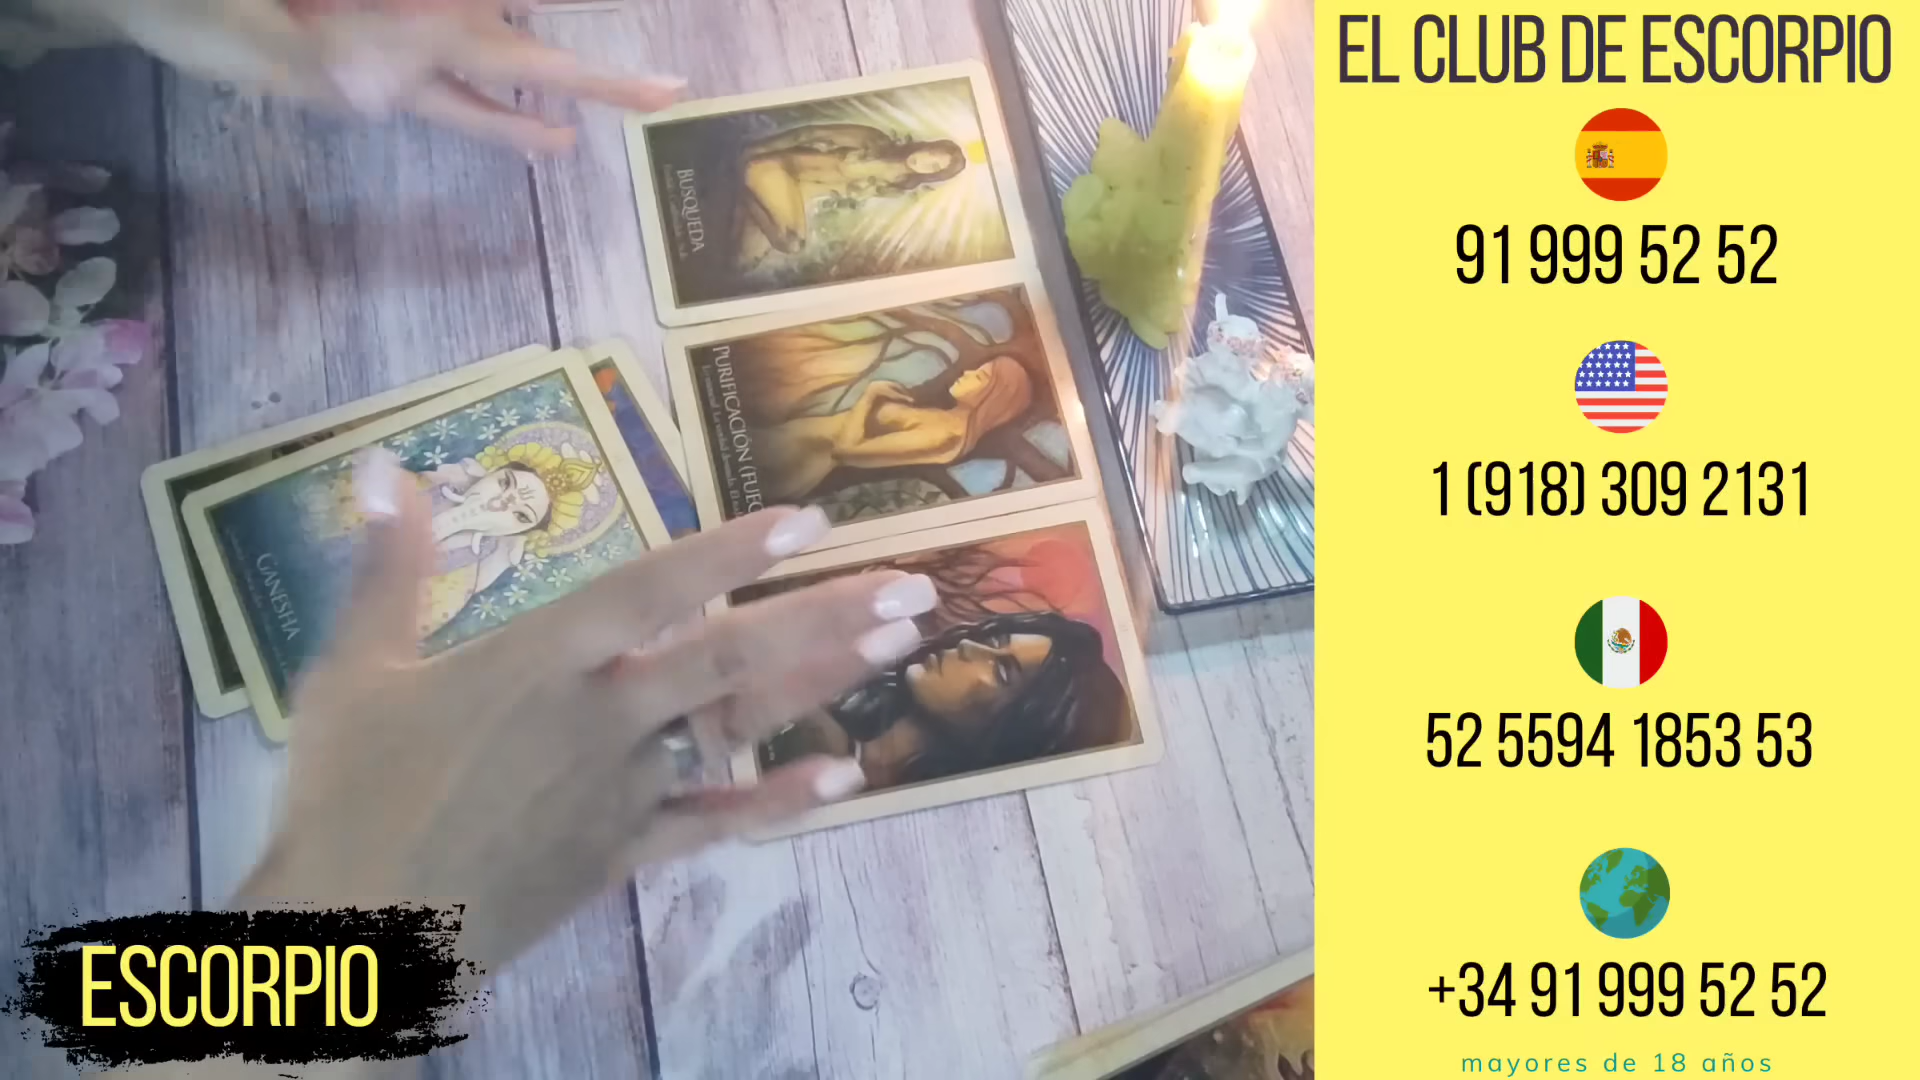 EL CLUB DE ESCORPIO
91 999 52 52
1 (918) 309 2131
52 5594 1853 53
+34 91 999 52 52
mayores de 18 años
BUSQUEDA
PURIFICACIÓN (FUEG
GANESHA
ESCORPIO